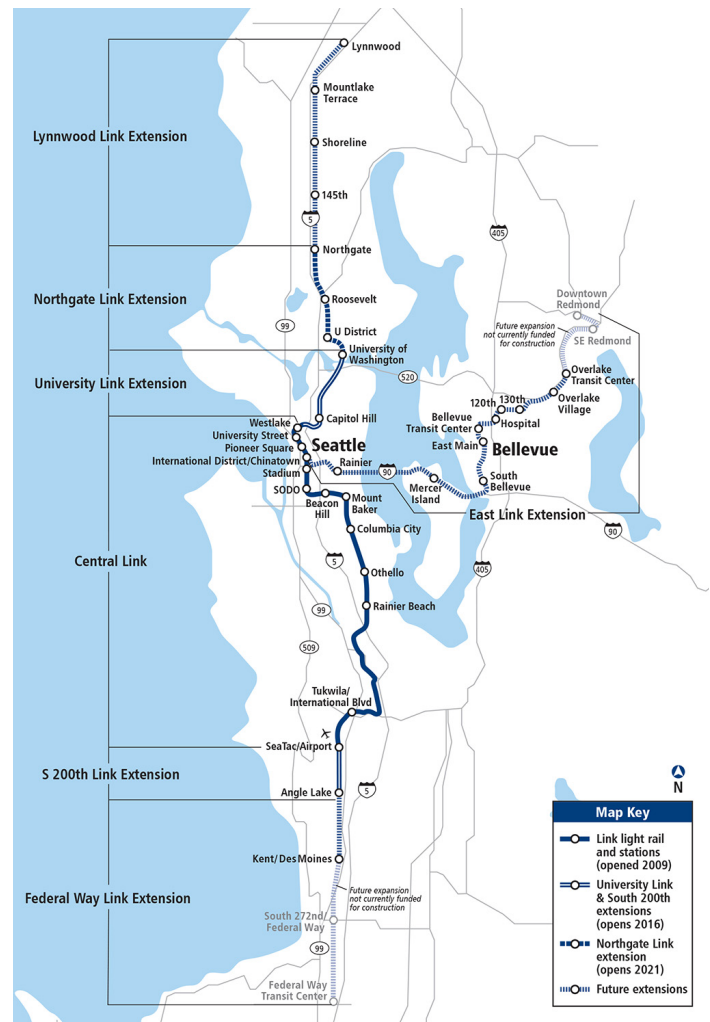 Lynnwood
Mountlake
Terrace
Lynnwood Link Extension
Shoreline
145th
5
405
Northgate
Northgate Link Extension
Roosevelt
Downtown
Redmond
99
U District
Future expansion
not currently funded
for construction
SE Redmond
University of
Washington
University Link Extension
520
Overlake
Transit Center
120th
130th
Overlake
Village
Capitol Hill
Westlake
University Street
Pioneer Square
International District/Chinatown
Stadium
SODO
Seattle
Bellevue
Transit Center
Hospital
East Main
Bellevue
Rainier
90
Mercer
Island
South
Bellevue
Beacon
Hill
Mount
Baker
East Link Extension
Columbia City
90
Central Link
5
405
Othello
99
Rainier Beach
509
Tukwila/
International Blvd
SeaTac/Airport
S 200th Link Extension
Angle Lake
5
N
Kent/Des Moines
Federal Way Link Extension
Future expansion
not currently funded
for construction
South 272nd/
Federal Way
99
Federal Way
Transit Center
Map Key
Link light rail
and stations
(opened 2009)
University Link
& South 200th
extensions
(opens 2016)
Northgate Link
extension
(opens 2021)
Future extensions